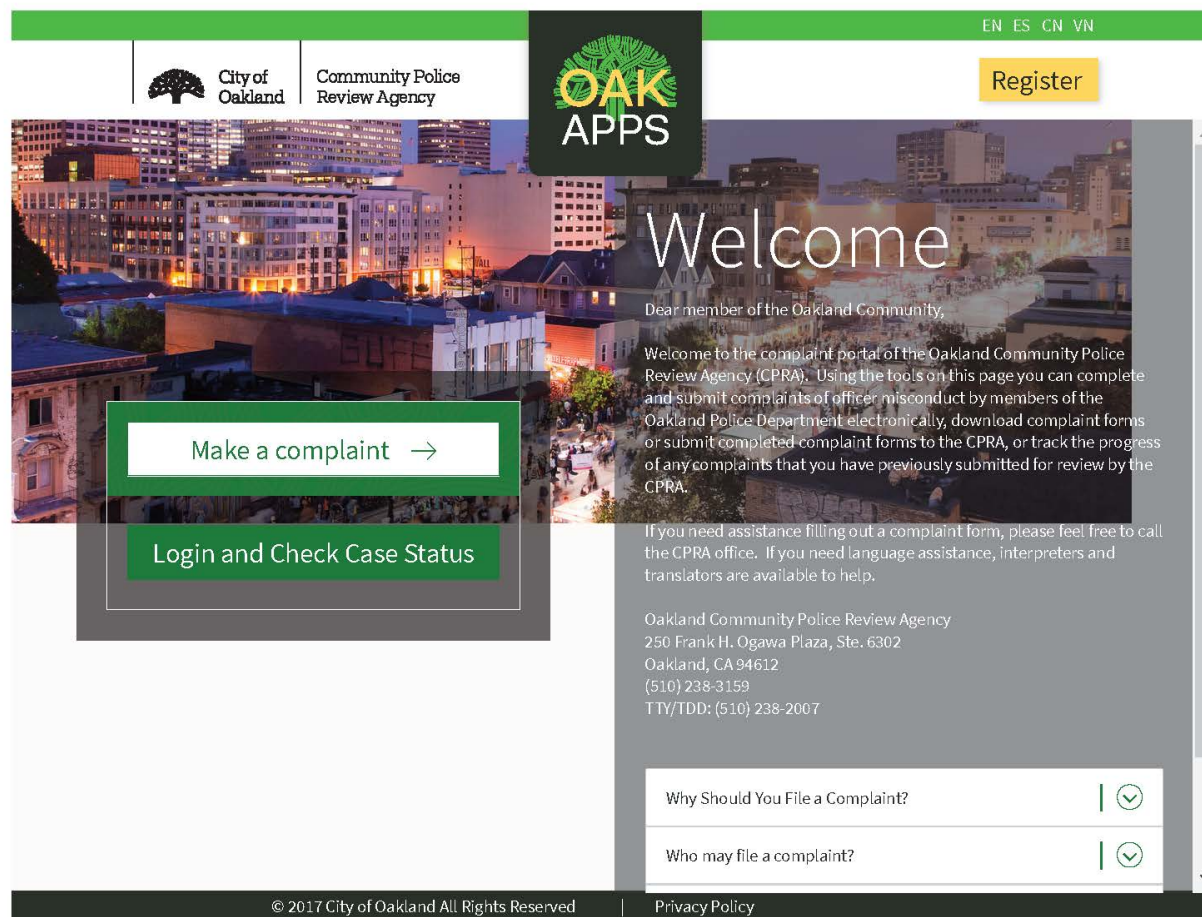 EN ES CN VN
City of
Oakland
Community Police
Review Agency
OAK
APPS
Register
Welcome
Dear member of the Oakland Community,
Welcome to the complaint portal of the Oakland Community Police
Review Agency (CPRA).  Using the tools on this page you can complete
and submit complaints of officer misconduct by members of the
Oakland Police Department electronically, download complaint forms
or submit completed complaint forms to the CPRA, or track the progress
of any complaints that you have previously submitted for review by the
CPRA.
If you need assistance filling out a complaint form, please feel free to call
the CPRA office.  If you need language assistance, interpreters and
translators are available to help.
Oakland Community Police Review Agency
250 Frank H. Ogawa Plaza, Ste. 6302
Oakland, CA 94612
(510) 238-3159
TTY/TDD: (510) 238-2007
Make a complaint →
Login and Check Case Status
Why Should You File a Complaint?
Who may file a complaint?
© 2017 City of Oakland All Rights Reserved | Privacy Policy